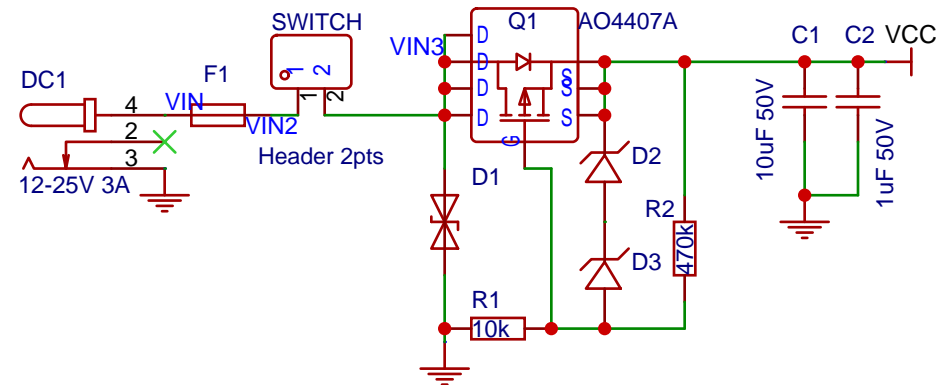 SWITCH
Q1
AO4407A
C1
C2
VCC
VIN3
D
D
D
D
S
S
S
G
1
2
1
2
DC1
F1
4
VIN
VIN2
2
3
12-25V 3A
Header 2pts
D1
D2
D3
R2
470k
R1
10k
10uF 50V
1uF 50V